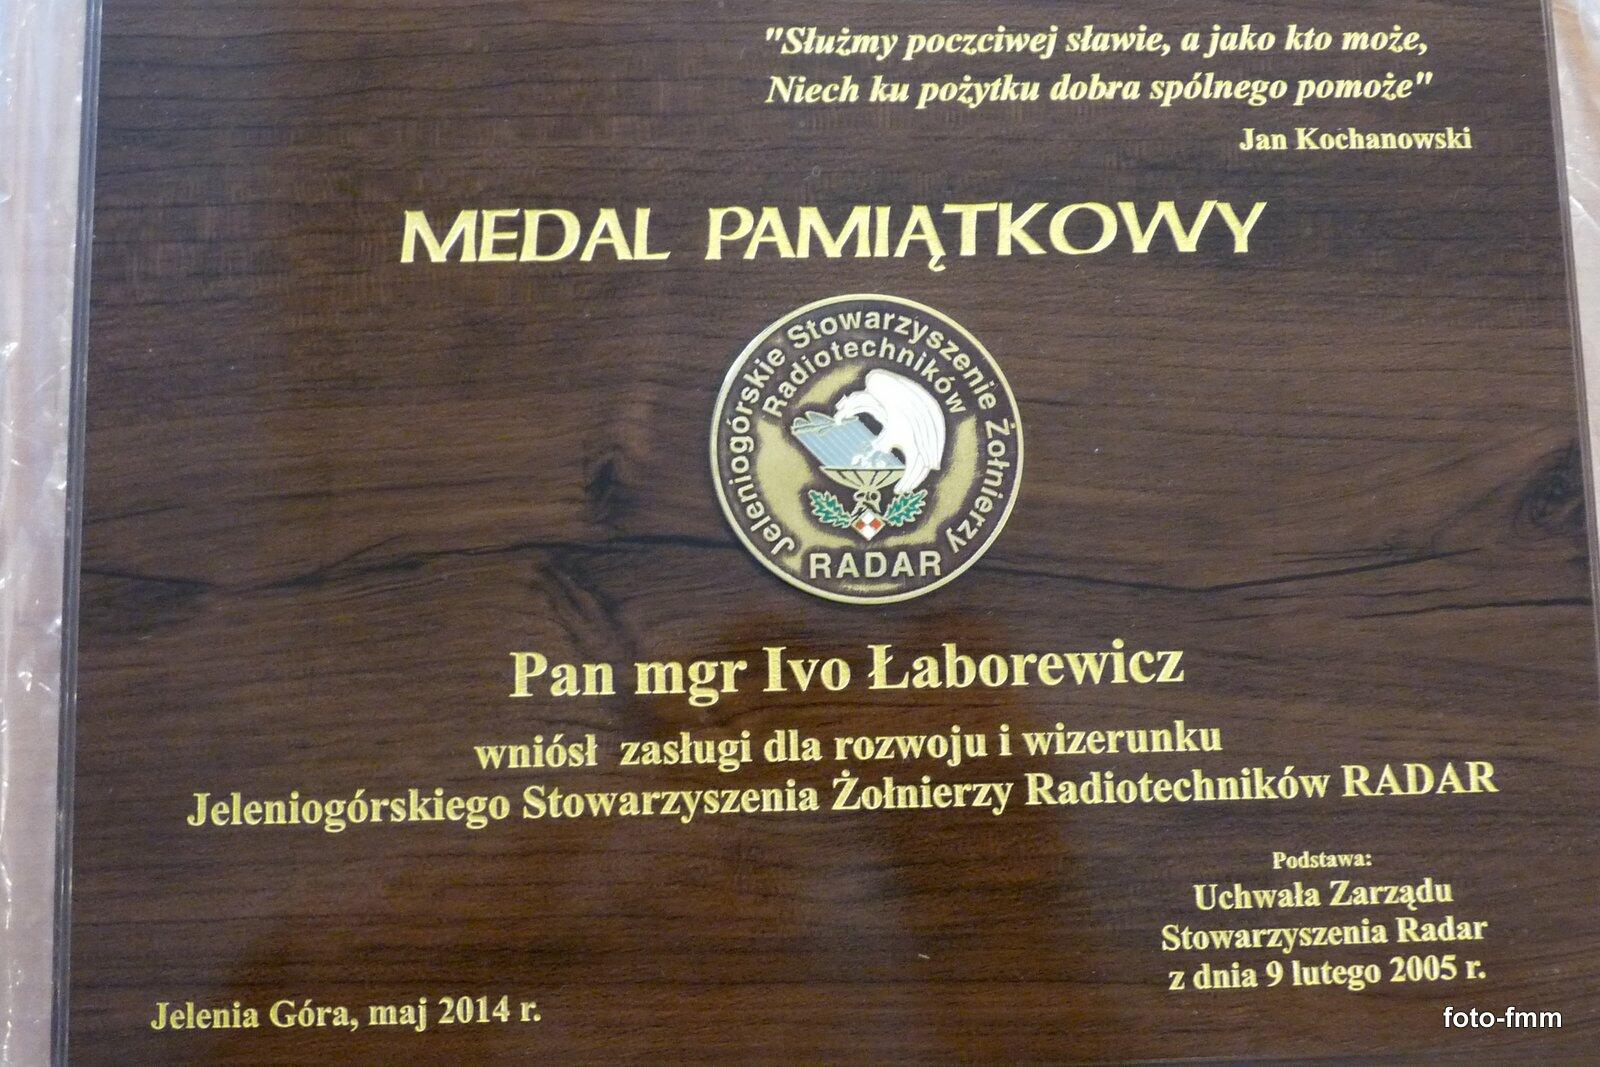 "Służmy poczciwej sławie, a jako kto może,
Niech ku pożytku dobra spólnego pomoże"
Jan Kochanowski
MEDAL PAMIĄTKOWY
Jeleniogórskie Stowarzyszenie Żołnierzy
Radiotechników
RADAR
Pan mgr Ivo Łaborewicz
wniósł zasługi dla rozwoju i wizerunku
Jeleniogórskiego Stowarzyszenia Żołnierzy Radiotechników RADAR
Podstawa:
Uchwała Zarządu
Stowarzyszenia Radar
z dnia 9 lutego 2005 r.
Jelenia Góra, maj 2014 r.
foto-fmm